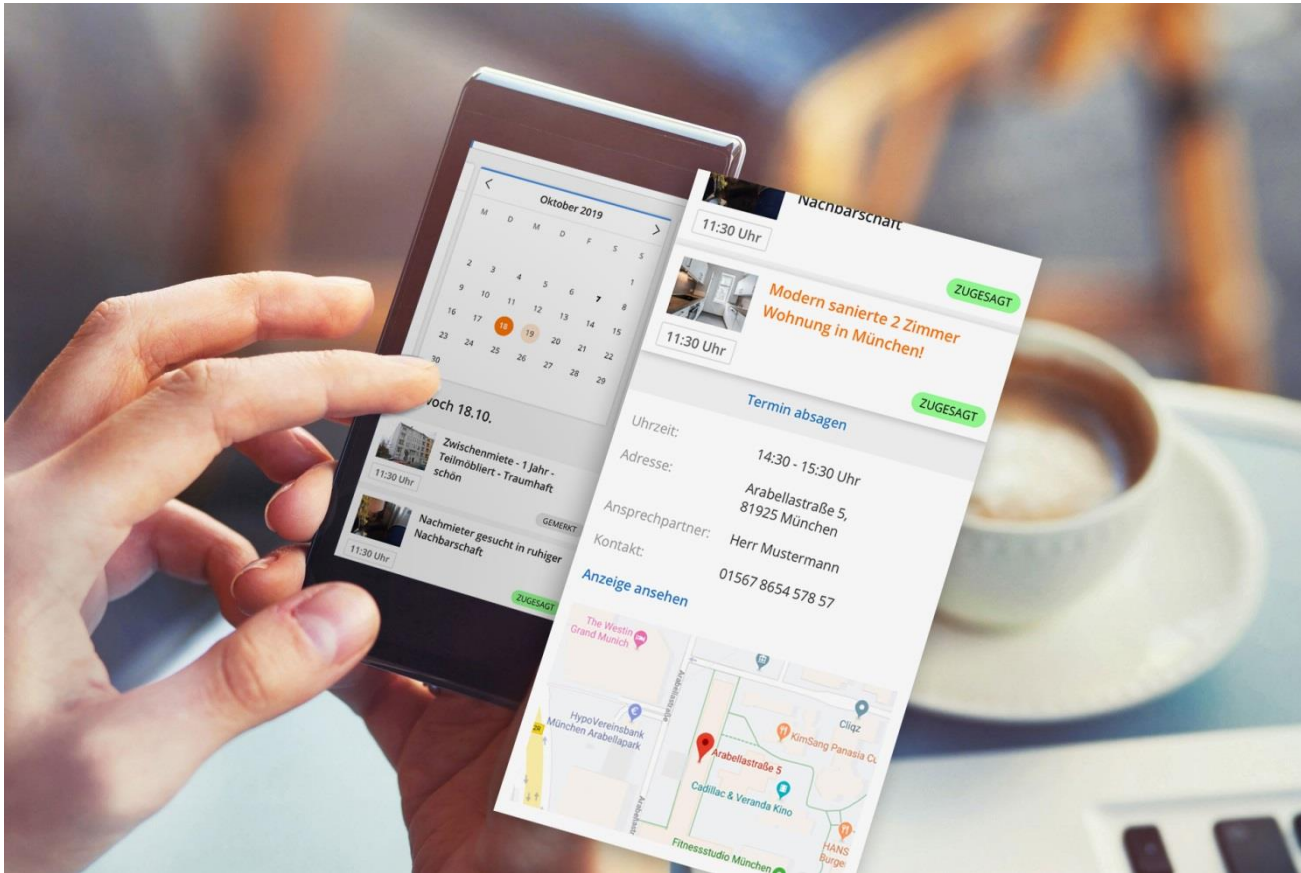 Oktober 2019
M D M D F S S
1
2 3 4 5 6 7 8
9 10 11 12 13 14 15
16 17 18 19 20 21 22
23 24 25 26 27 28 29
30
och 18.10.
Zwischenmiete - 1 Jahr -
Teilmöbliert - Traumhaft
schön
11:30 Uhr
GEMERKT
Nachmieter gesucht in ruhiger
Nachbarschaft
11:30 Uhr
ZUGESAGT
Nachbarschaft
11:30 Uhr
ZUGESAGT
Modern sanierte 2 Zimmer
Wohnung in München!
11:30 Uhr
ZUGESAGT
Termin absagen
Uhrzeit: 14:30 - 15:30 Uhr
Adresse: Arabellastraße 5,
81925 München
Ansprechpartner: Herr Mustermann
Kontakt: 01567 8654 578 57
Anzeige ansehen
The Westin
Grand Munich
Arabellastraße
HypoVereinsbank
München Arabellapark
Cliqz
KimSang Panasia Cu
Arabellastraße 5
Cadillac & Veranda Kino
HANS
Burger
Fitnessstudio München